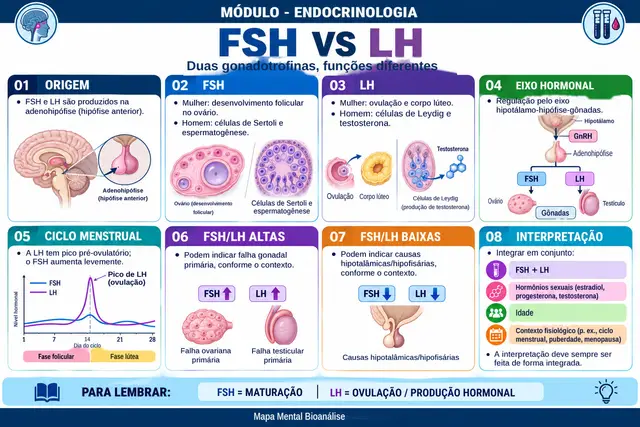 MÓDULO - ENDOCRINOLOGIA
FSH VS LH
Duas gonadotrofinas, funções diferentes
01 ORIGEM
• FSH e LH são produzidos na
adenohipófise (hipófise anterior).
Adenohipófise
(hipófise anterior)
02 FSH
• Mulher: desenvolvimento folicular
no ovário.
• Homem: células de Sertoli e
espermatogênese.
Ovário (desenvolvimento
folicular)
Células de Sertoli e
espermatogênese
03 LH
• Mulher: ovulação e corpo lúteo.
• Homem: células de Leydig e
testosterona.
Testosterona
Ovulação
Corpo lúteo
Células de Leydig
(produção de testosterona)
04 EIXO HORMONAL
• Regulação pelo eixo
hipotálamo-hipófise-gônadas.
Hipotálamo
GnRH
Adenohipófise
FSH
LH
Ovário
Testículo
Gônadas
05 CICLO MENSTRUAL
• A LH tem pico pré-ovulatório;
o FSH aumenta levemente.
Pico de LH
(ovulação)
FSH
LH
Nível hormonal
1 7 14 21 28
Dia do ciclo
Fase folicular
Fase lútea
06 FSH/LH ALTAS
• Podem indicar falha gonadal
primária, conforme o contexto.
FSH
LH
Falha ovariana
primária
Falha testicular
primária
07 FSH/LH BAIXAS
• Podem indicar causas
hipotalâmicas/hipofisárias,
conforme o contexto.
FSH
LH
Causas hipotalâmicas/hipofisárias
08 INTERPRETAÇÃO
• Integrar em conjunto:
FSH + LH
Hormônios sexuais (estradiol,
progesterona, testosterona)
Idade
Contexto fisiológico (p. ex., ciclo
menstrual, puberdade, menopausa)
• A interpretação deve sempre ser
feita de forma integrada.
PARA LEMBRAR:
FSH = MATURAÇÃO | LH = OVULAÇÃO / PRODUÇÃO HORMONAL
Mapa Mental Bioanálise